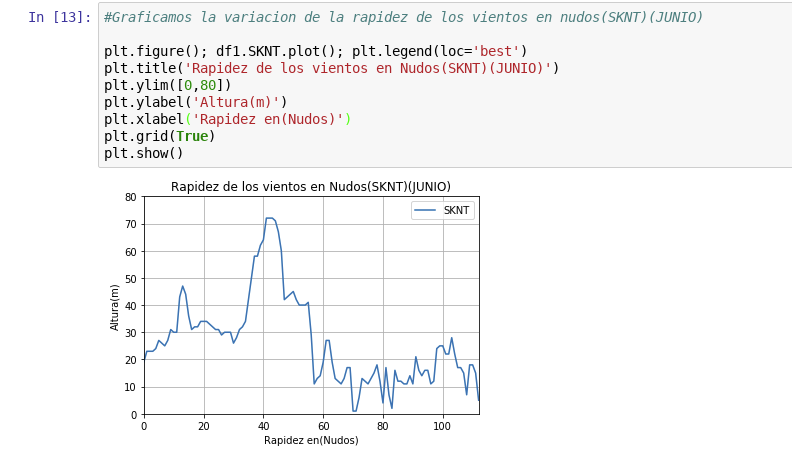 In [13]: #Graficamos la variacion de la rapidez de los vientos en nudos(SKNT)(JUNIO)
plt.figure(); df1.SKNT.plot(); plt.legend(loc='best')
plt.title('Rapidez de los vientos en Nudos(SKNT)(JUNIO)')
plt.ylim([0,80])
plt.ylabel('Altura(m)')
plt.xlabel('Rapidez en(Nudos)')
plt.grid(True)
plt.show()
Rapidez de los vientos en Nudos(SKNT)(JUNIO)
80
70
60
50
40
30
20
10
0
Altura(m)
SKNT
0 20 40 60 80 100
Rapidez en(Nudos)